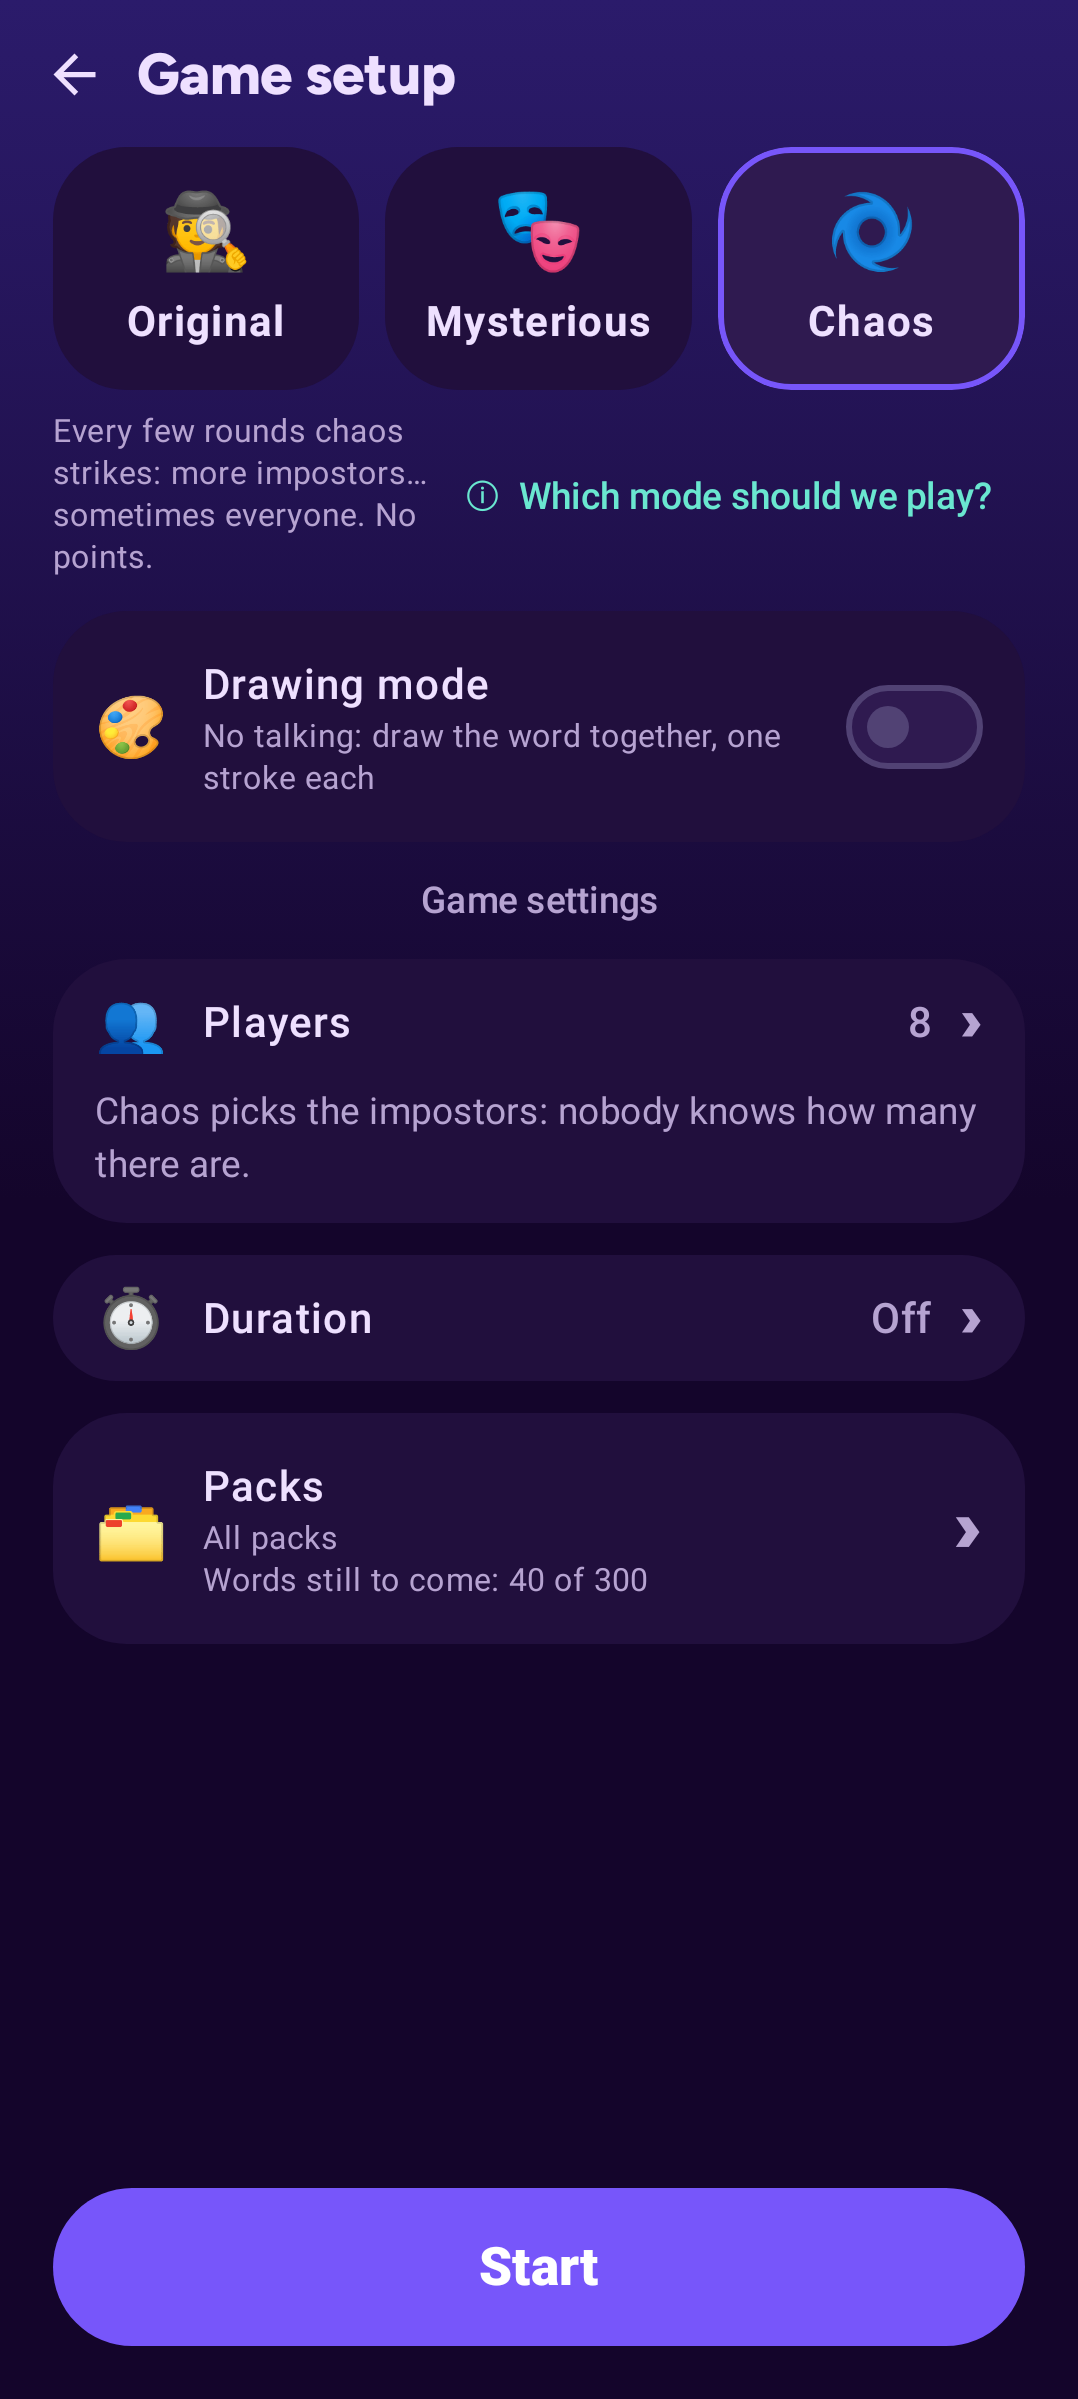 Game setup
Original
Mysterious
Chaos
Every few rounds chaos
strikes: more impostors…
sometimes everyone. No
points.
Which mode should we play?
Drawing mode
No talking: draw the word together, one
stroke each
Game settings
Players
8
Chaos picks the impostors: nobody knows how many
there are.
Duration
Off
Packs
All packs
Words still to come: 40 of 300
Start